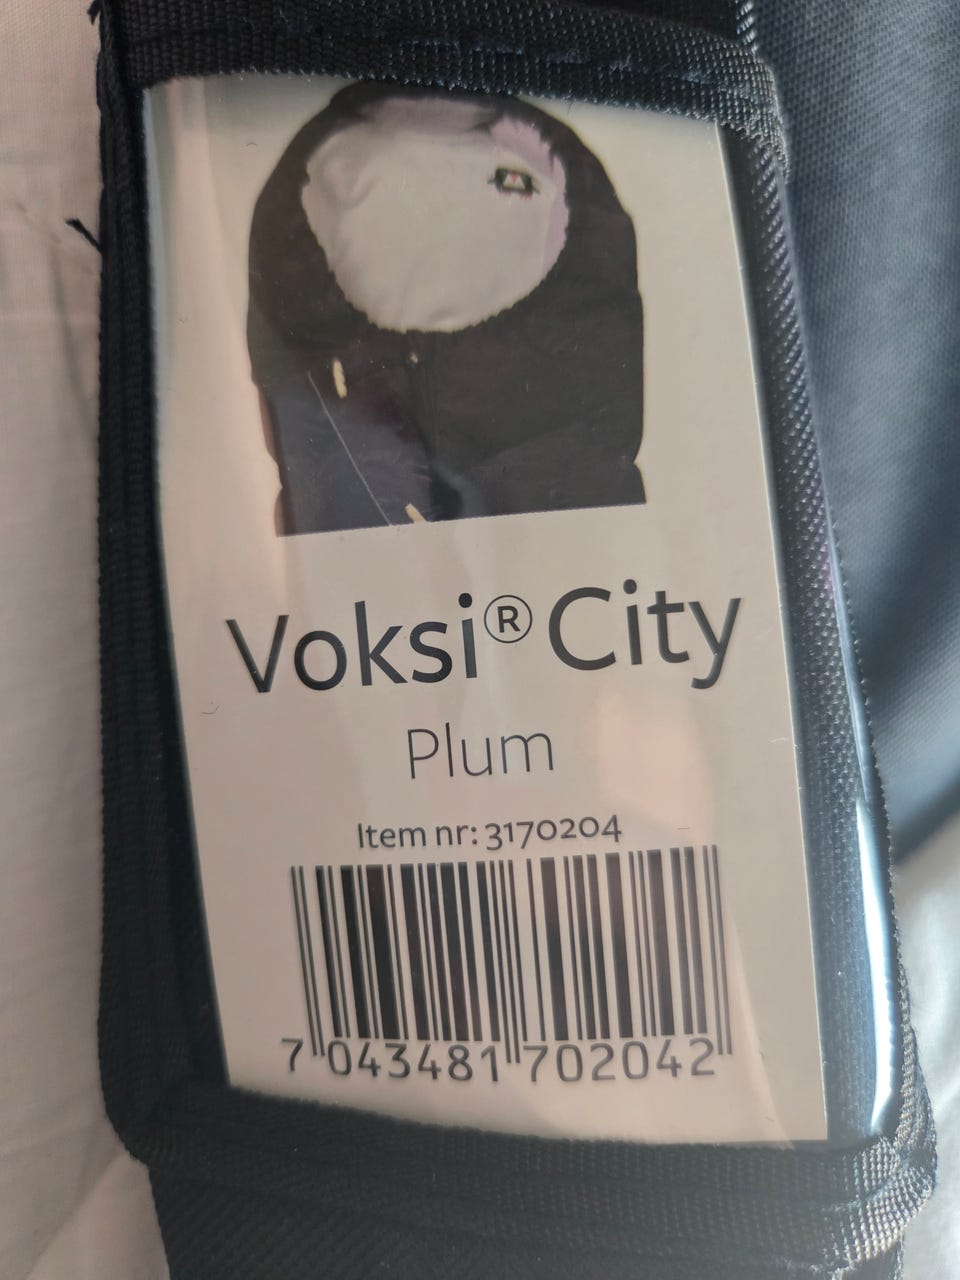 Voksi® City
Plum
Item nr: 3170204
7 043481 702042